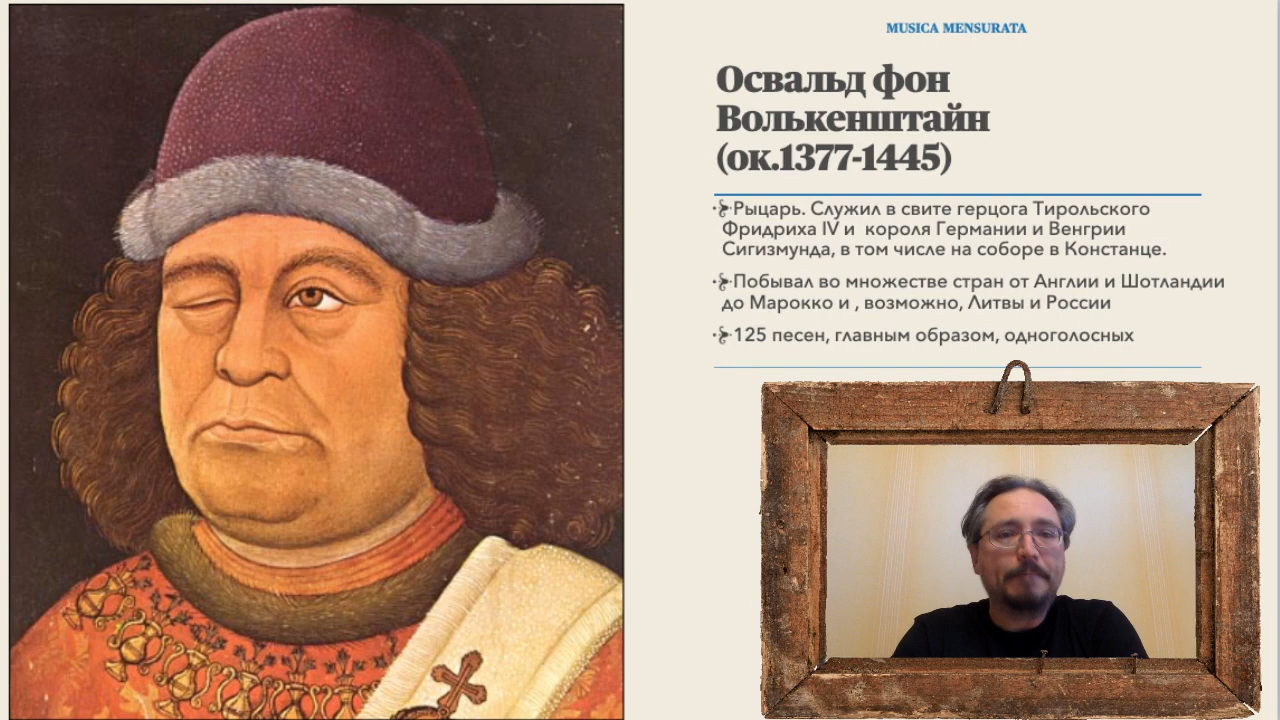 MUSICA MENSURATA
Освальд фон
Волькенштайн
(ок.1377-1445)
Рыцарь. Служил в свите герцога Тирольского
Фридриха IV и короля Германии и Венгрии
Сигизмунда, в том числе на соборе в Констанце.
Побывал во множестве стран от Англии и Шотландии
до Марокко и , возможно, Литвы и России
125 песен, главным образом, одноголосных